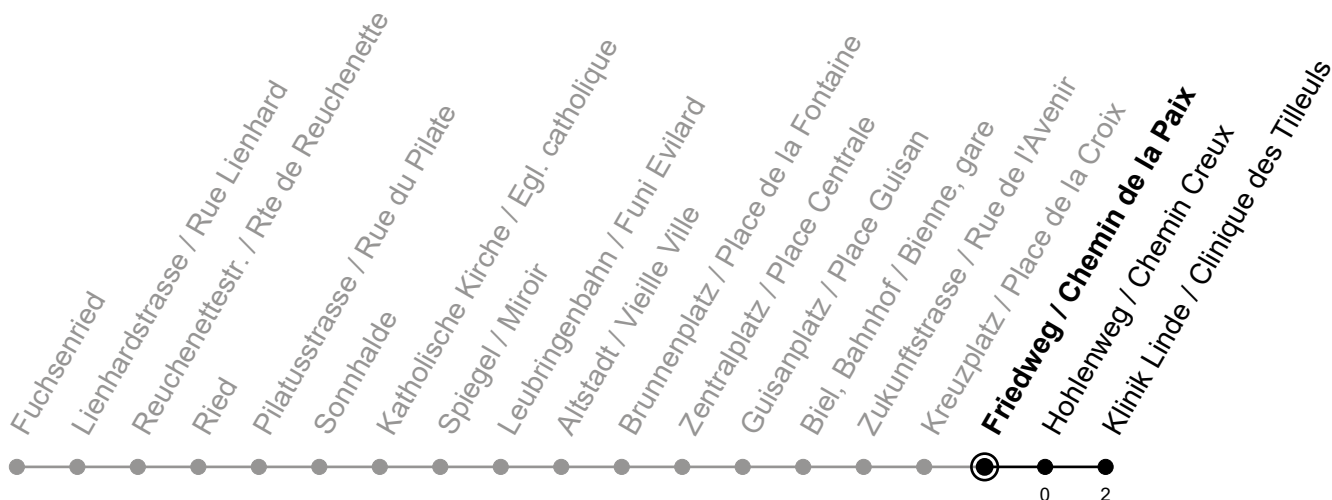 Fuchsenried
Lienhardstrasse / Rue Lienhard
Reuchenettestr. / Rte de Reuchenette
Ried
Pilatusstrasse / Rue du Pilate
Sonnhalde
Katholische Kirche / Egl. catholique
Spiegel / Miroir
Leubringenbahn / Funi Evilard
Altstadt / Vieille Ville
Brunnenplatz / Place de la Fontaine
Zentralplatz / Place Centrale
Guisanplatz / Place Guisan
Biel, Bahnhof / Bienne, gare
Zukunftstrasse / Rue de l'Avenir
Kreuzplatz / Place de la Croix
Friedweg / Chemin de la Paix
Hohlenweg / Chemin Creux
Klinik Linde / Clinique des Tilleuls
0 2